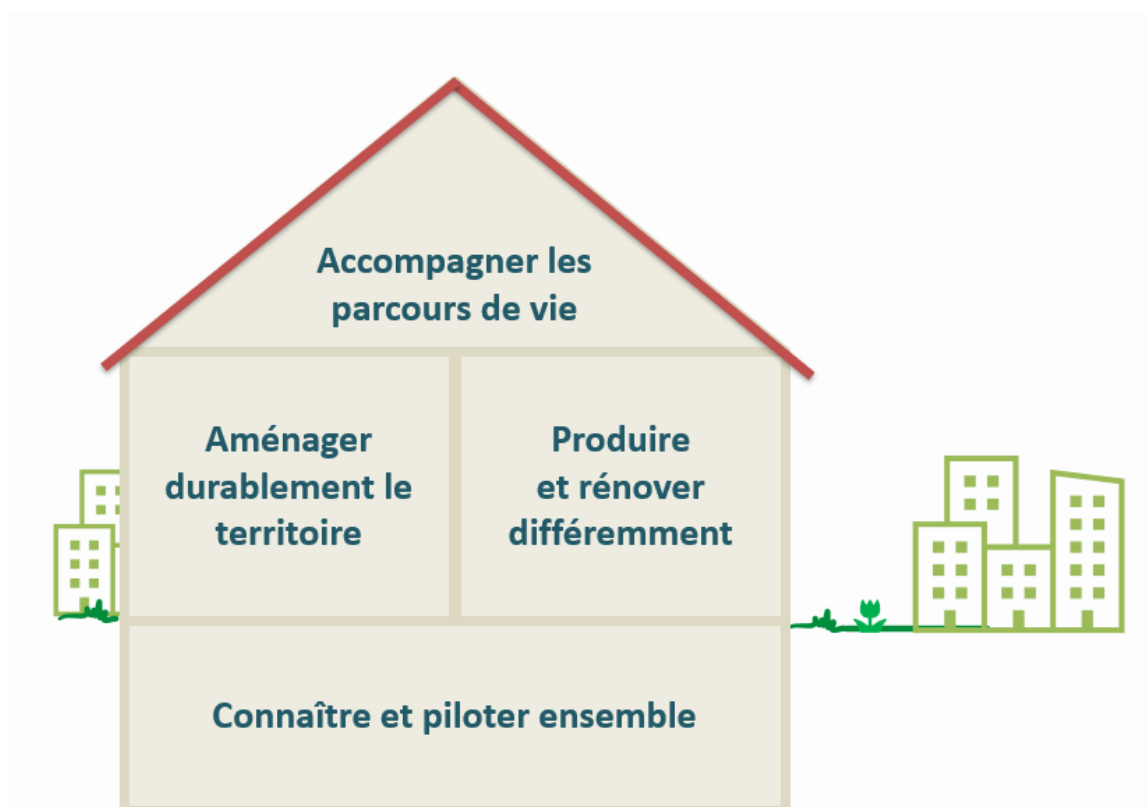 Accompagner les
parcours de vie
Aménager
durablement le
territoire
Produire
et rénover
différemment
Connaître et piloter ensemble